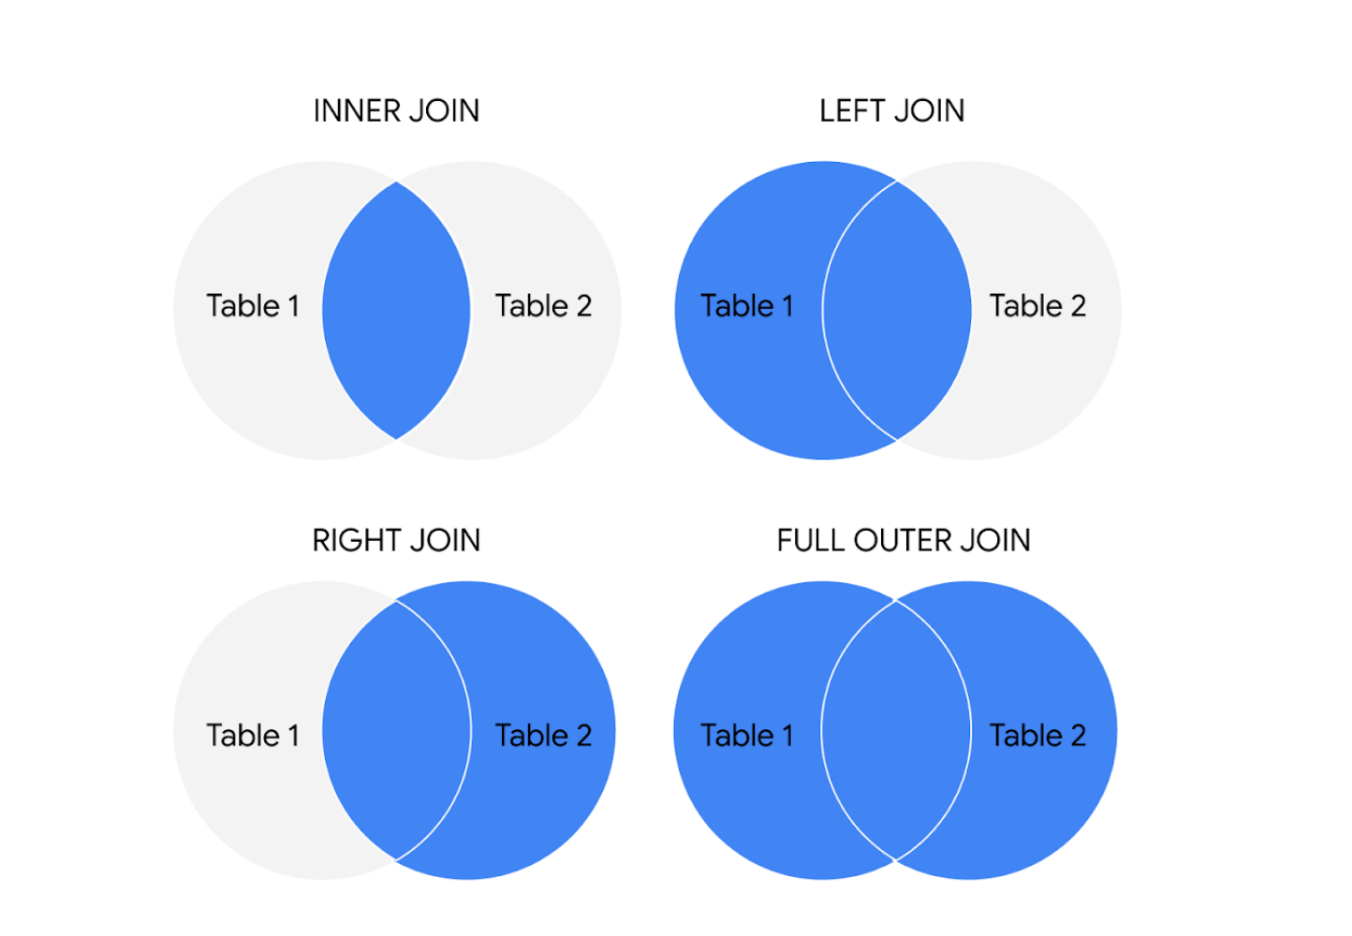 INNER JOIN
LEFT JOIN
Table 1
Table 2
Table 1
Table 2
RIGHT JOIN
FULL OUTER JOIN
Table 1
Table 2
Table 1
Table 2